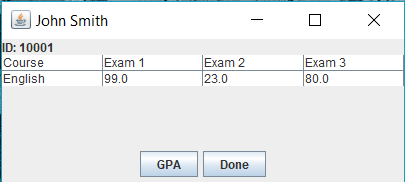 John Smith
ID: 10001
Course Exam 1 Exam 2 Exam 3
English 99.0 23.0 80.0
GPA Done